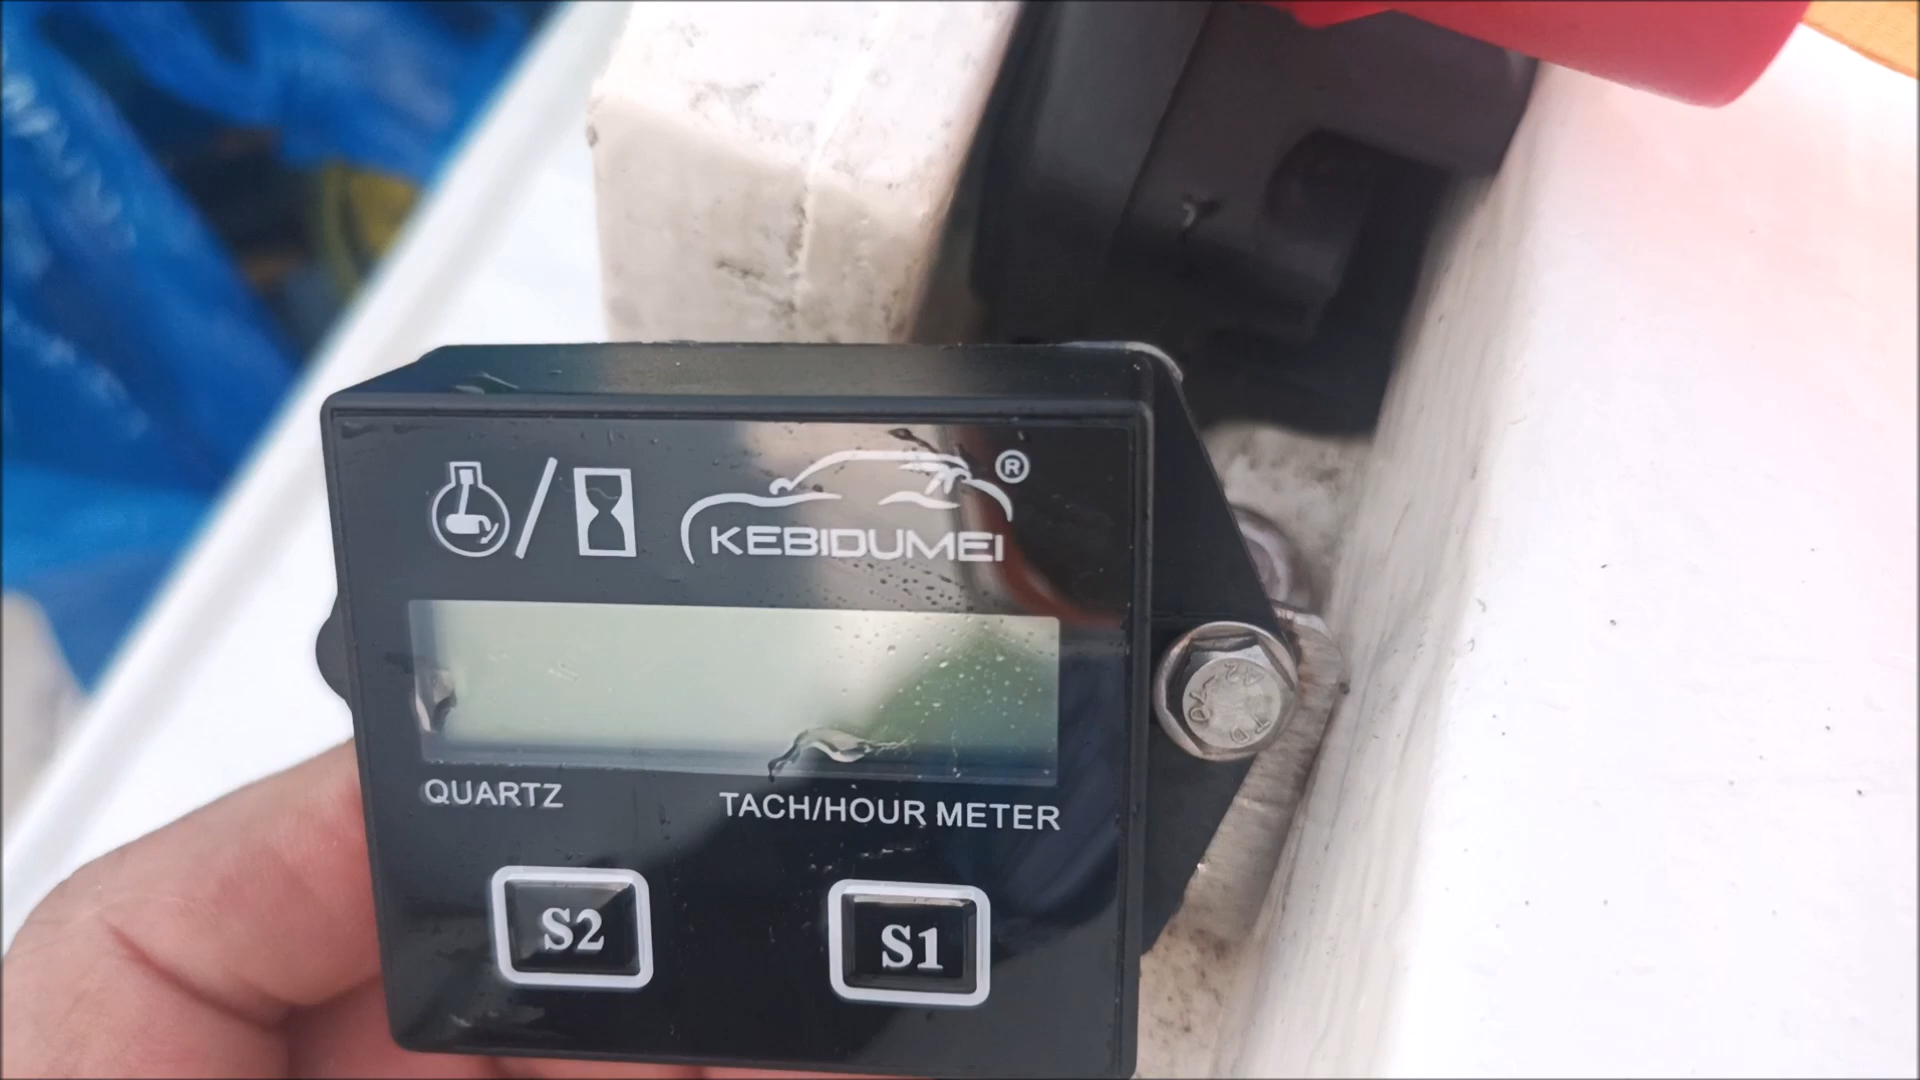 KEBIDUMEI ®
QUARTZ
TACH/HOUR METER
S2
S1